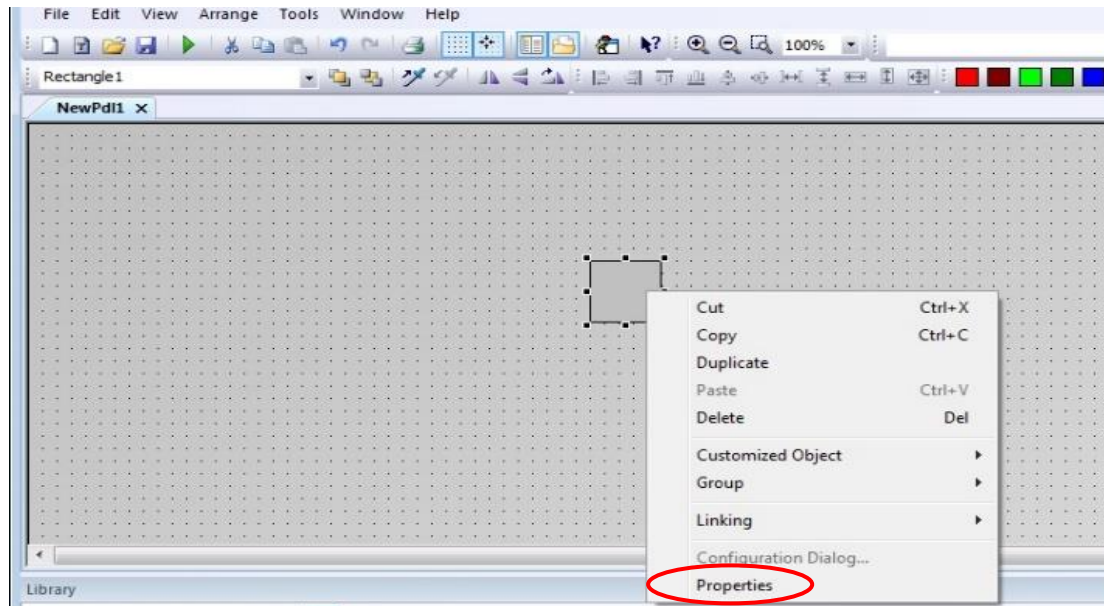 File Edit View Arrange Tools Window Help
100%
Rectangle1
NewPdl1
Cut Ctrl+X
Copy Ctrl+C
Duplicate
Paste Ctrl+V
Delete Del
Customized Object
Group
Linking
Configuration Dialog...
Properties
Library